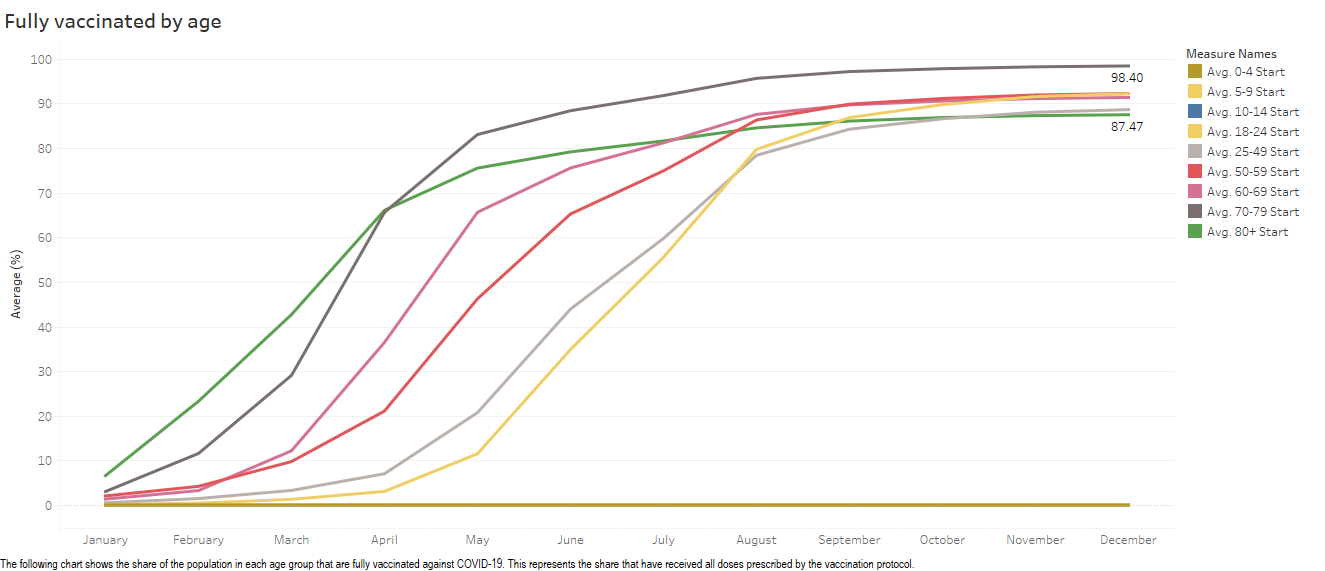 Fully vaccinated by age
Measure Names
Avg. 0-4 Start
Avg. 5-9 Start
Avg. 10-14 Start
Avg. 18-24 Start
Avg. 25-49 Start
Avg. 50-59 Start
Avg. 60-69 Start
Avg. 70-79 Start
Avg. 80+ Start
Average (%)
100
90
80
70
60
50
40
30
20
10
0
98.40
87.47
January February March April May June July August September October November December
The following chart shows the share of the population in each age group that are fully vaccinated against COVID-19. This represents the share that have received all doses prescribed by the vaccination protocol.